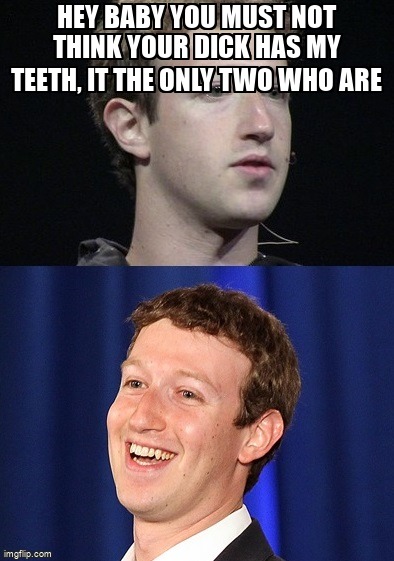 HEY BABY YOU MUST NOT
THINK YOUR DICK HAS MY
TEETH, IT THE ONLY TWO WHO ARE
imgflip.com